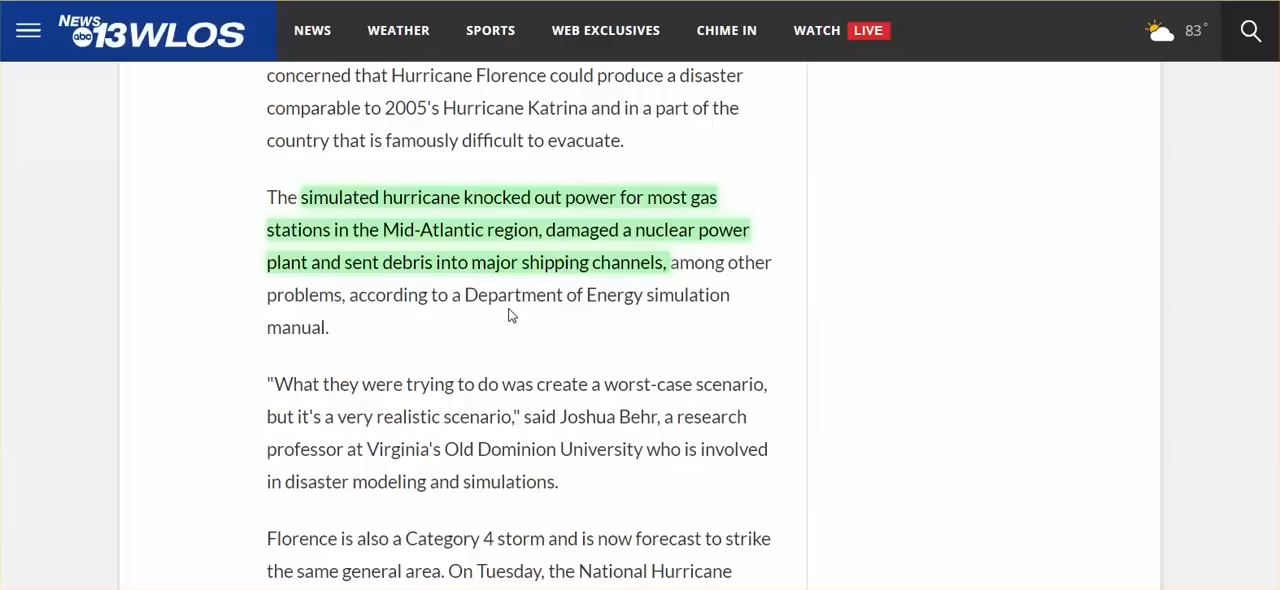 NEWS
abc 13 WLOS
NEWS WEATHER SPORTS WEB EXCLUSIVES CHIME IN WATCH LIVE 83°
concerned that Hurricane Florence could produce a disaster
comparable to 2005's Hurricane Katrina and in a part of the
country that is famously difficult to evacuate.
The simulated hurricane knocked out power for most gas
stations in the Mid-Atlantic region, damaged a nuclear power
plant and sent debris into major shipping channels, among other
problems, according to a Department of Energy simulation
manual.
"What they were trying to do was create a worst-case scenario,
but it's a very realistic scenario," said Joshua Behr, a research
professor at Virginia's Old Dominion University who is involved
in disaster modeling and simulations.
Florence is also a Category 4 storm and is now forecast to strike
the same general area. On Tuesday, the National Hurricane